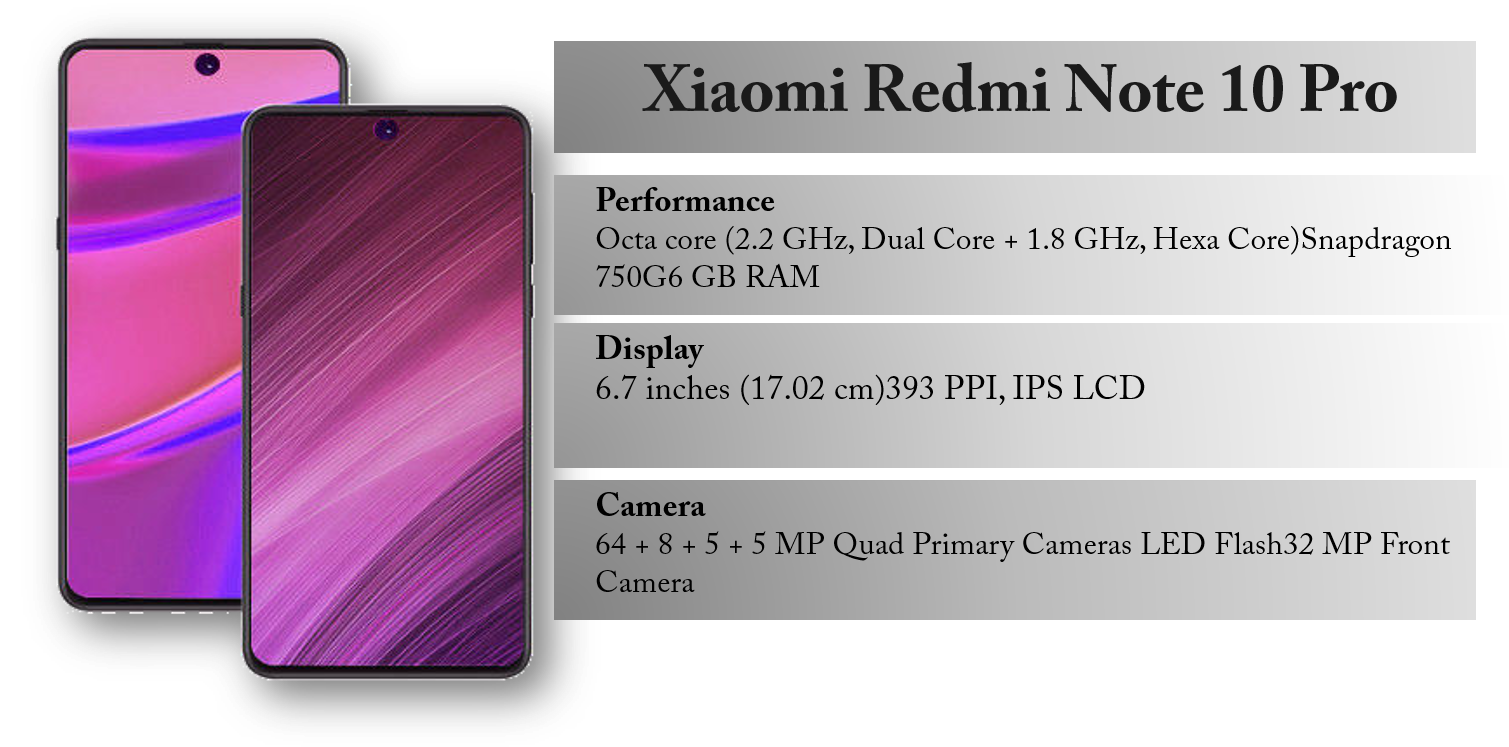 Xiaomi Redmi Note 10 Pro
Performance
Octa core (2.2 GHz, Dual Core + 1.8 GHz, Hexa Core)Snapdragon
750G6 GB RAM
Display
6.7 inches (17.02 cm)393 PPI, IPS LCD
Camera
64 + 8 + 5 + 5 MP Quad Primary Cameras LED Flash32 MP Front
Camera